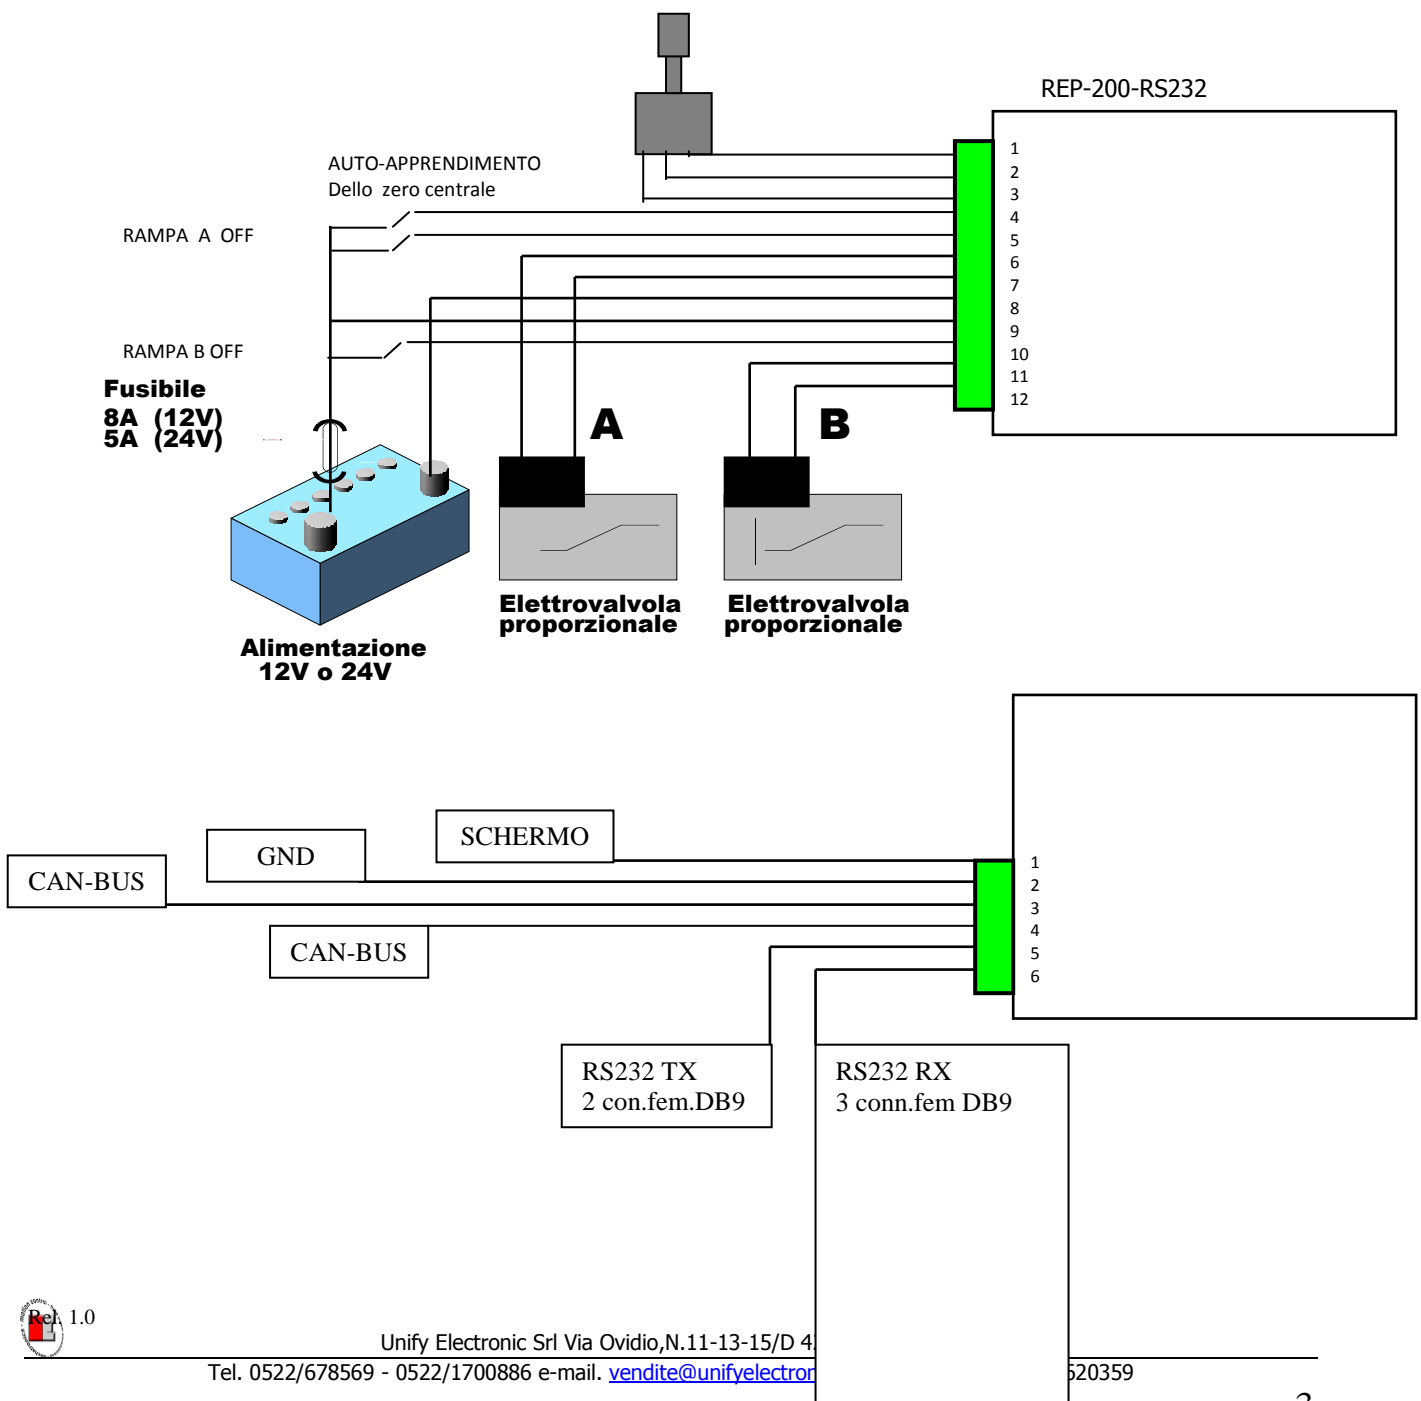 REP-200-RS232
AUTO-APPRENDIMENTO
Dello zero centrale
RAMPA A OFF
RAMPA B OFF
Fusibile
8A (12V)
5A (24V)
1
2
3
4
5
6
7
8
9
10
11
12
A
B
Elettrovalvola
proporzionale
Elettrovalvola
proporzionale
Alimentazione
12V o 24V
SCHERMO
GND
CAN-BUS
CAN-BUS
1
2
3
4
5
6
RS232 TX
2 con.fem.DB9
RS232 RX
3 conn.fem DB9
Rel. 1.0
Unify Electronic Srl Via Ovidio,N.11-13-15/D 4
Tel. 0522/678569 - 0522/1700886 e-mail. vendite@unifyelectron 520359